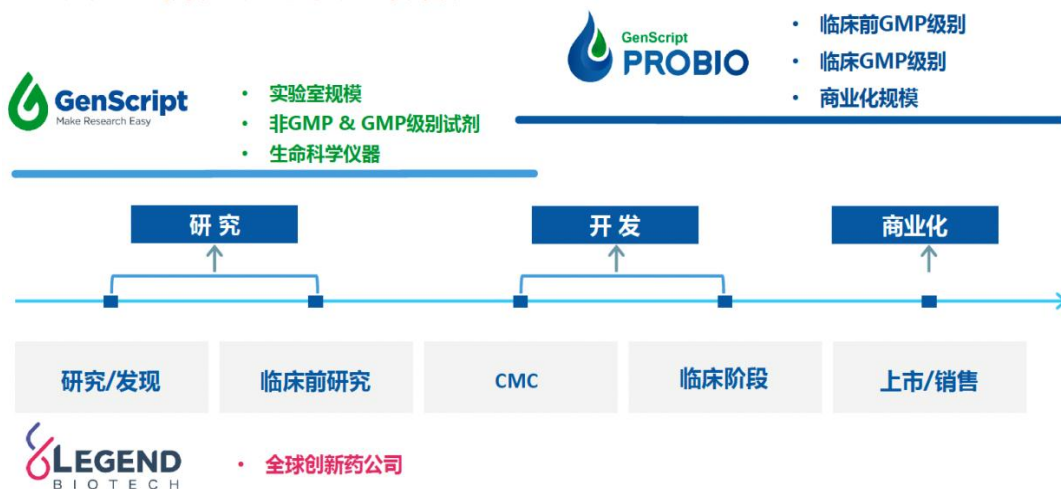 GenScript
PROBIO
• 临床前GMP级别
• 临床GMP级别
• 商业化规模
GenScript
Make Research Easy
• 实验室规模
• 非GMP & GMP级别试剂
• 生命科学仪器
研 究
开 发
商业化
研究/发现
临床前研究
CMC
临床阶段
上市/销售
LEGEND
BIOTECH
• 全球创新药公司